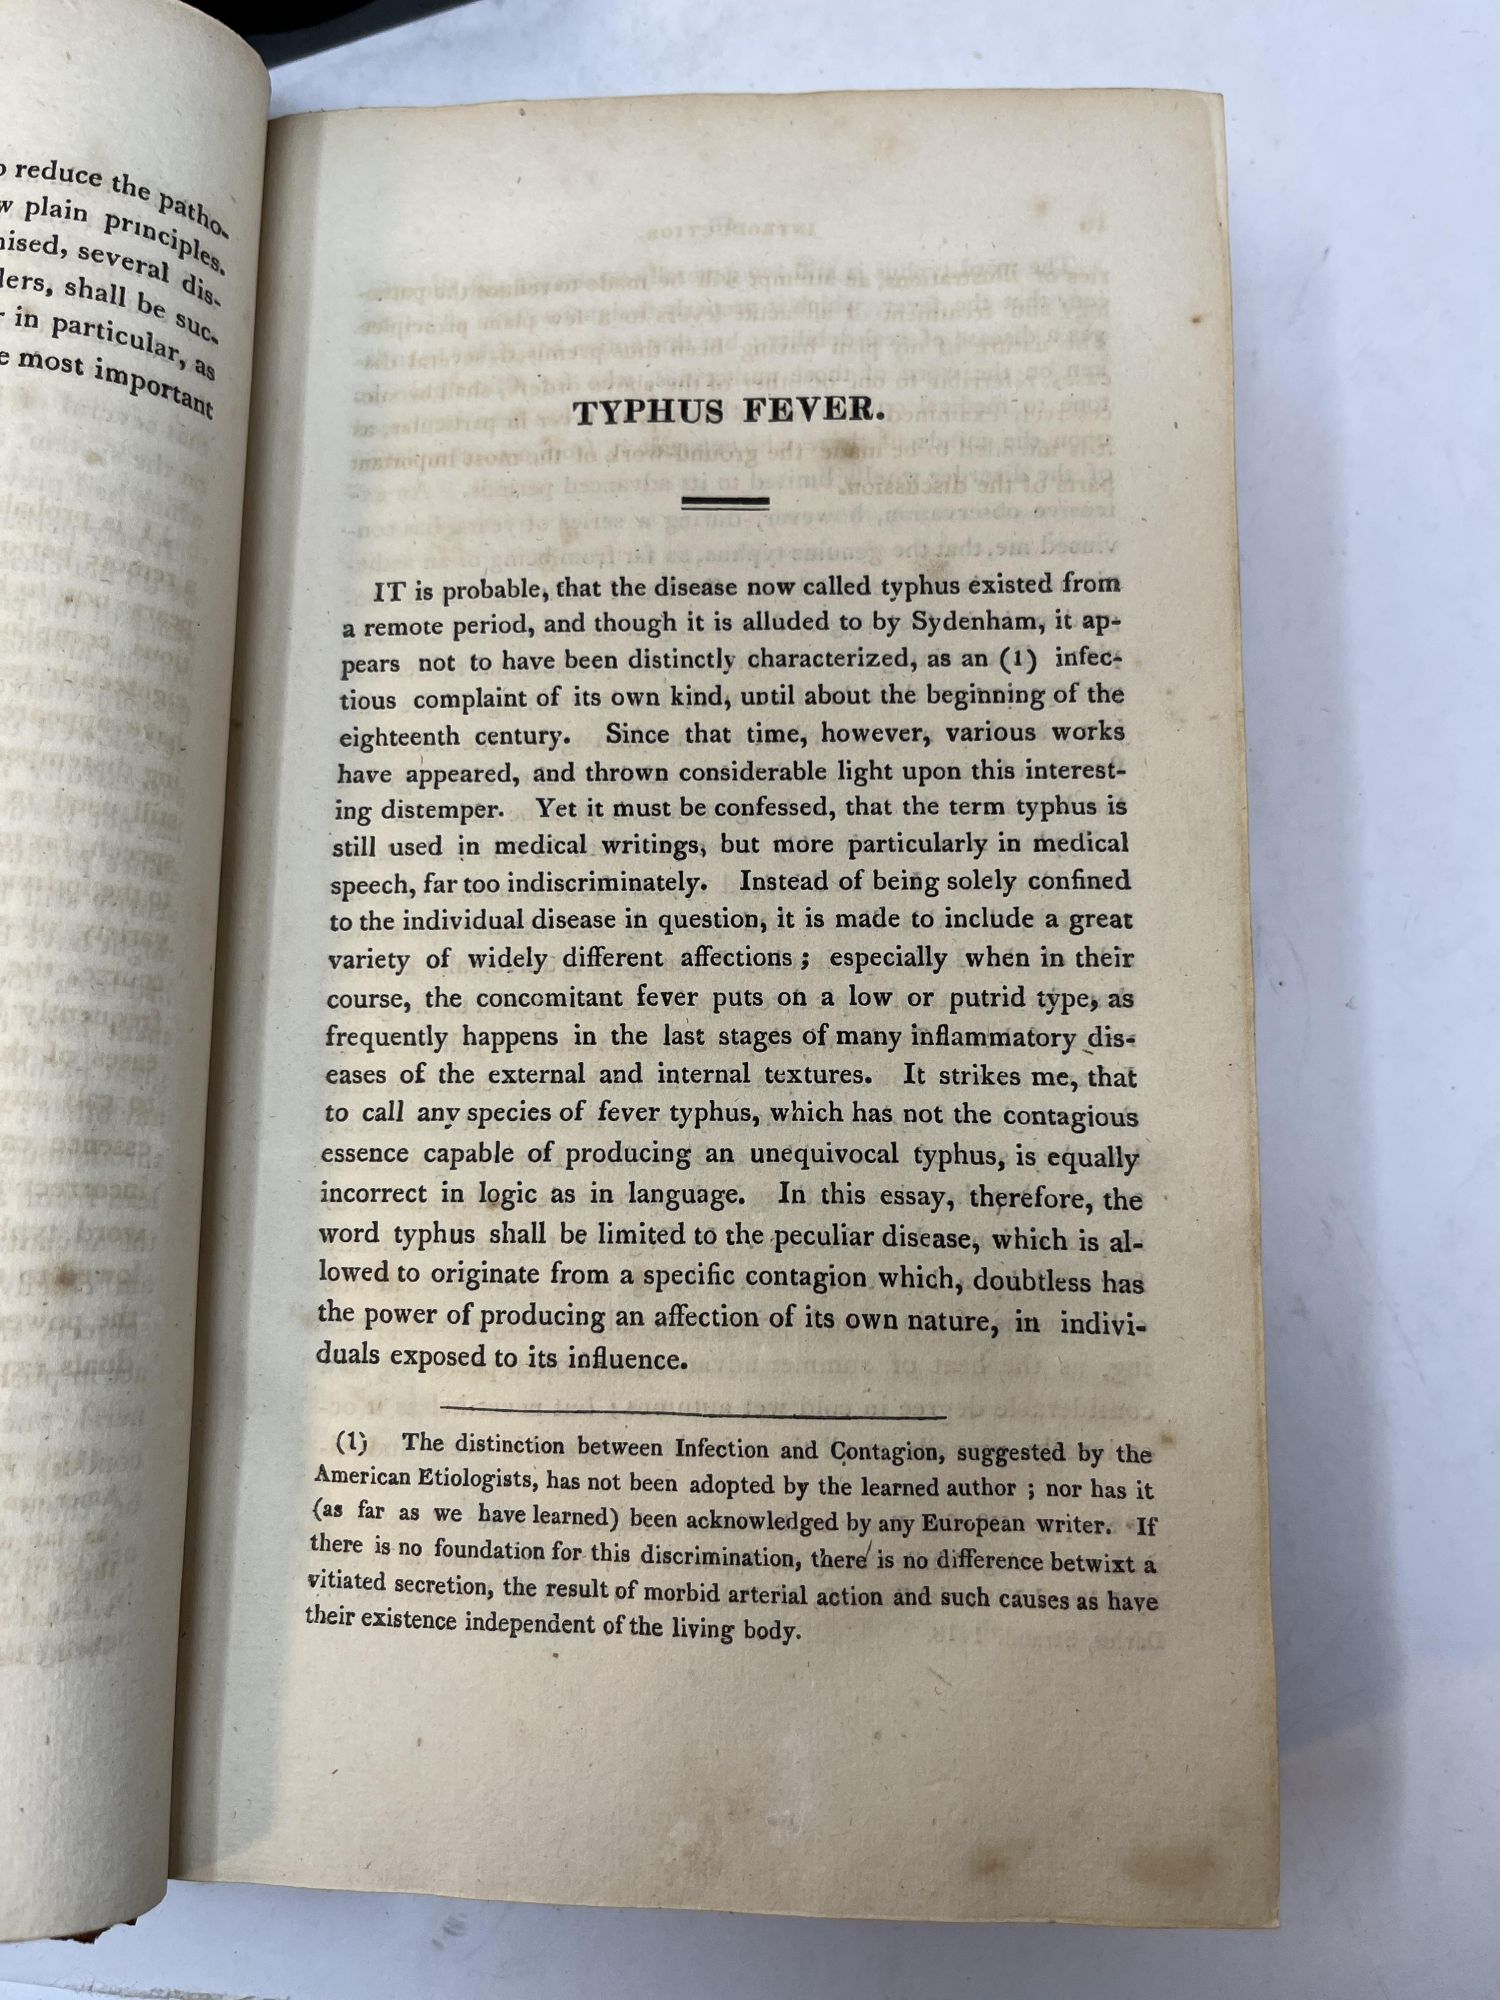 o reduce the patho-
w plain principles.
ised, several dis-
ders, shall be suc-
r in particular, as
e most important
TYPHUS FEVER.
IT is probable, that the disease now called typhus existed from
a remote period, and though it is alluded to by Sydenham, it ap-
pears not to have been distinctly characterized, as an (1) infec-
tious complaint of its own kind, until about the beginning of the
eighteenth century. Since that time, however, various works
have appeared, and thrown considerable light upon this interest-
ing distemper. Yet it must be confessed, that the term typhus is
still used in medical writings, but more particularly in medical
speech, far too indiscriminately. Instead of being solely confined
to the individual disease in question, it is made to include a great
variety of widely different affections; especially when in their
course, the concomitant fever puts on a low or putrid type, as
frequently happens in the last stages of many inflammatory dis-
eases of the external and internal textures. It strikes me, that
to call any species of fever typhus, which has not the contagious
essence capable of producing an unequivocal typhus, is equally
incorrect in logic as in language. In this essay, therefore, the
word typhus shall be limited to the peculiar disease, which is al-
lowed to originate from a specific contagion which, doubtless has
the power of producing an affection of its own nature, in indivi-
duals exposed to its influence.
(1) The distinction between Infection and Contagion, suggested by the
American Etiologists, has not been adopted by the learned author; nor has it
(as far as we have learned) been acknowledged by any European writer. If
there is no foundation for this discrimination, there is no difference betwixt a
vitiated secretion, the result of morbid arterial action and such causes as have
their existence independent of the living body.